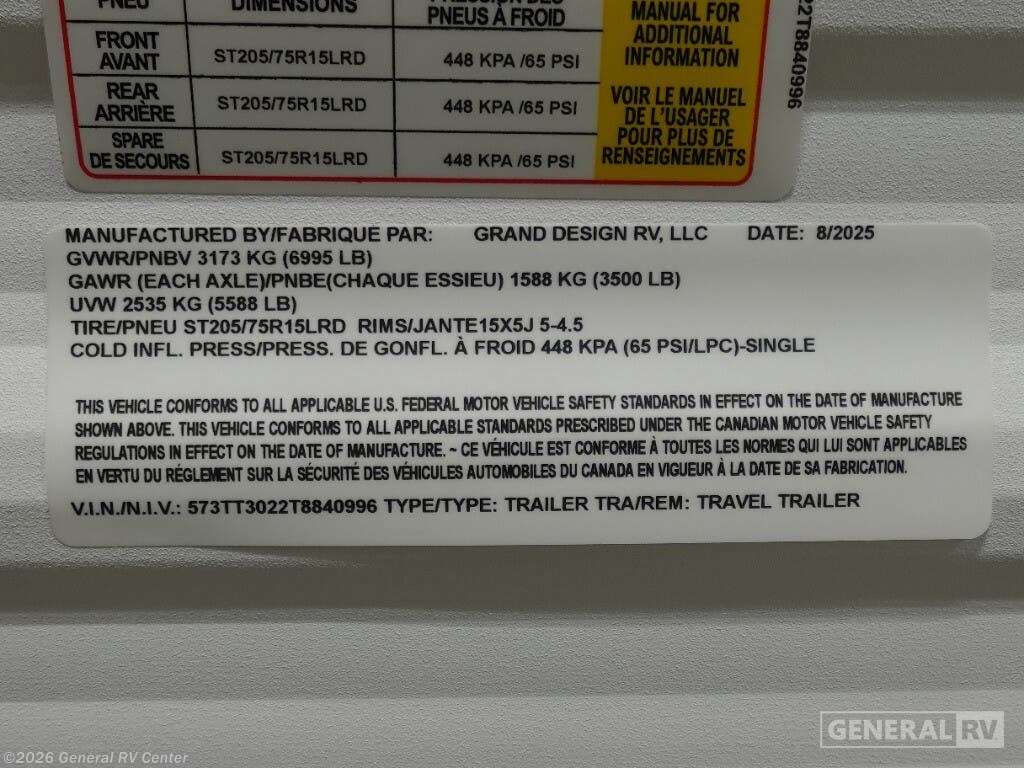 PNEU DIMENSIONS PNEUS À FROID
MANUAL FOR
ADDITIONAL
INFORMATION
FRONT
AVANT ST205/75R15LRD 448 KPA /65 PSI
REAR
ARRIÈRE ST205/75R15LRD 448 KPA /65 PSI
SPARE
DE SECOURS ST205/75R15LRD 448 KPA /65 PSI
VOIR LE MANUEL
DE L'USAGER
POUR PLUS DE
RENSEIGNEMENTS
22T8840996
MANUFACTURED BY/FABRIQUE PAR: GRAND DESIGN RV, LLC DATE: 8/2025
GVWR/PNBV 3173 KG (6995 LB)
GAWR (EACH AXLE)/PNBE(CHAQUE ESSIEU) 1588 KG (3500 LB)
UVW 2535 KG (5588 LB)
TIRE/PNEU ST205/75R15LRD RIMS/JANTE15X5J 5-4.5
COLD INFL. PRESS/PRESS. DE GONFL. À FROID 448 KPA (65 PSI/LPC)-SINGLE
THIS VEHICLE CONFORMS TO ALL APPLICABLE U.S. FEDERAL MOTOR VEHICLE SAFETY STANDARDS IN EFFECT ON THE DATE OF MANUFACTURE
SHOWN ABOVE. THIS VEHICLE CONFORMS TO ALL APPLICABLE STANDARDS PRESCRIBED UNDER THE CANADIAN MOTOR VEHICLE SAFETY
REGULATIONS IN EFFECT ON THE DATE OF MANUFACTURE. ~ CE VÉHICULE EST CONFORME À TOUTES LES NORMES QUI LUI SONT APPLICABLES
EN VERTU DU RÉGLEMENT SUR LA SÉCURITÉ DES VÉHICULES AUTOMOBILES DU CANADA EN VIGUEUR À LA DATE DE SA FABRICATION.
V.I.N./N.I.V.: 573TT3022T8840996 TYPE/TYPE: TRAILER TRA/REM: TRAVEL TRAILER
GENERAL RV
©2026 General RV Center